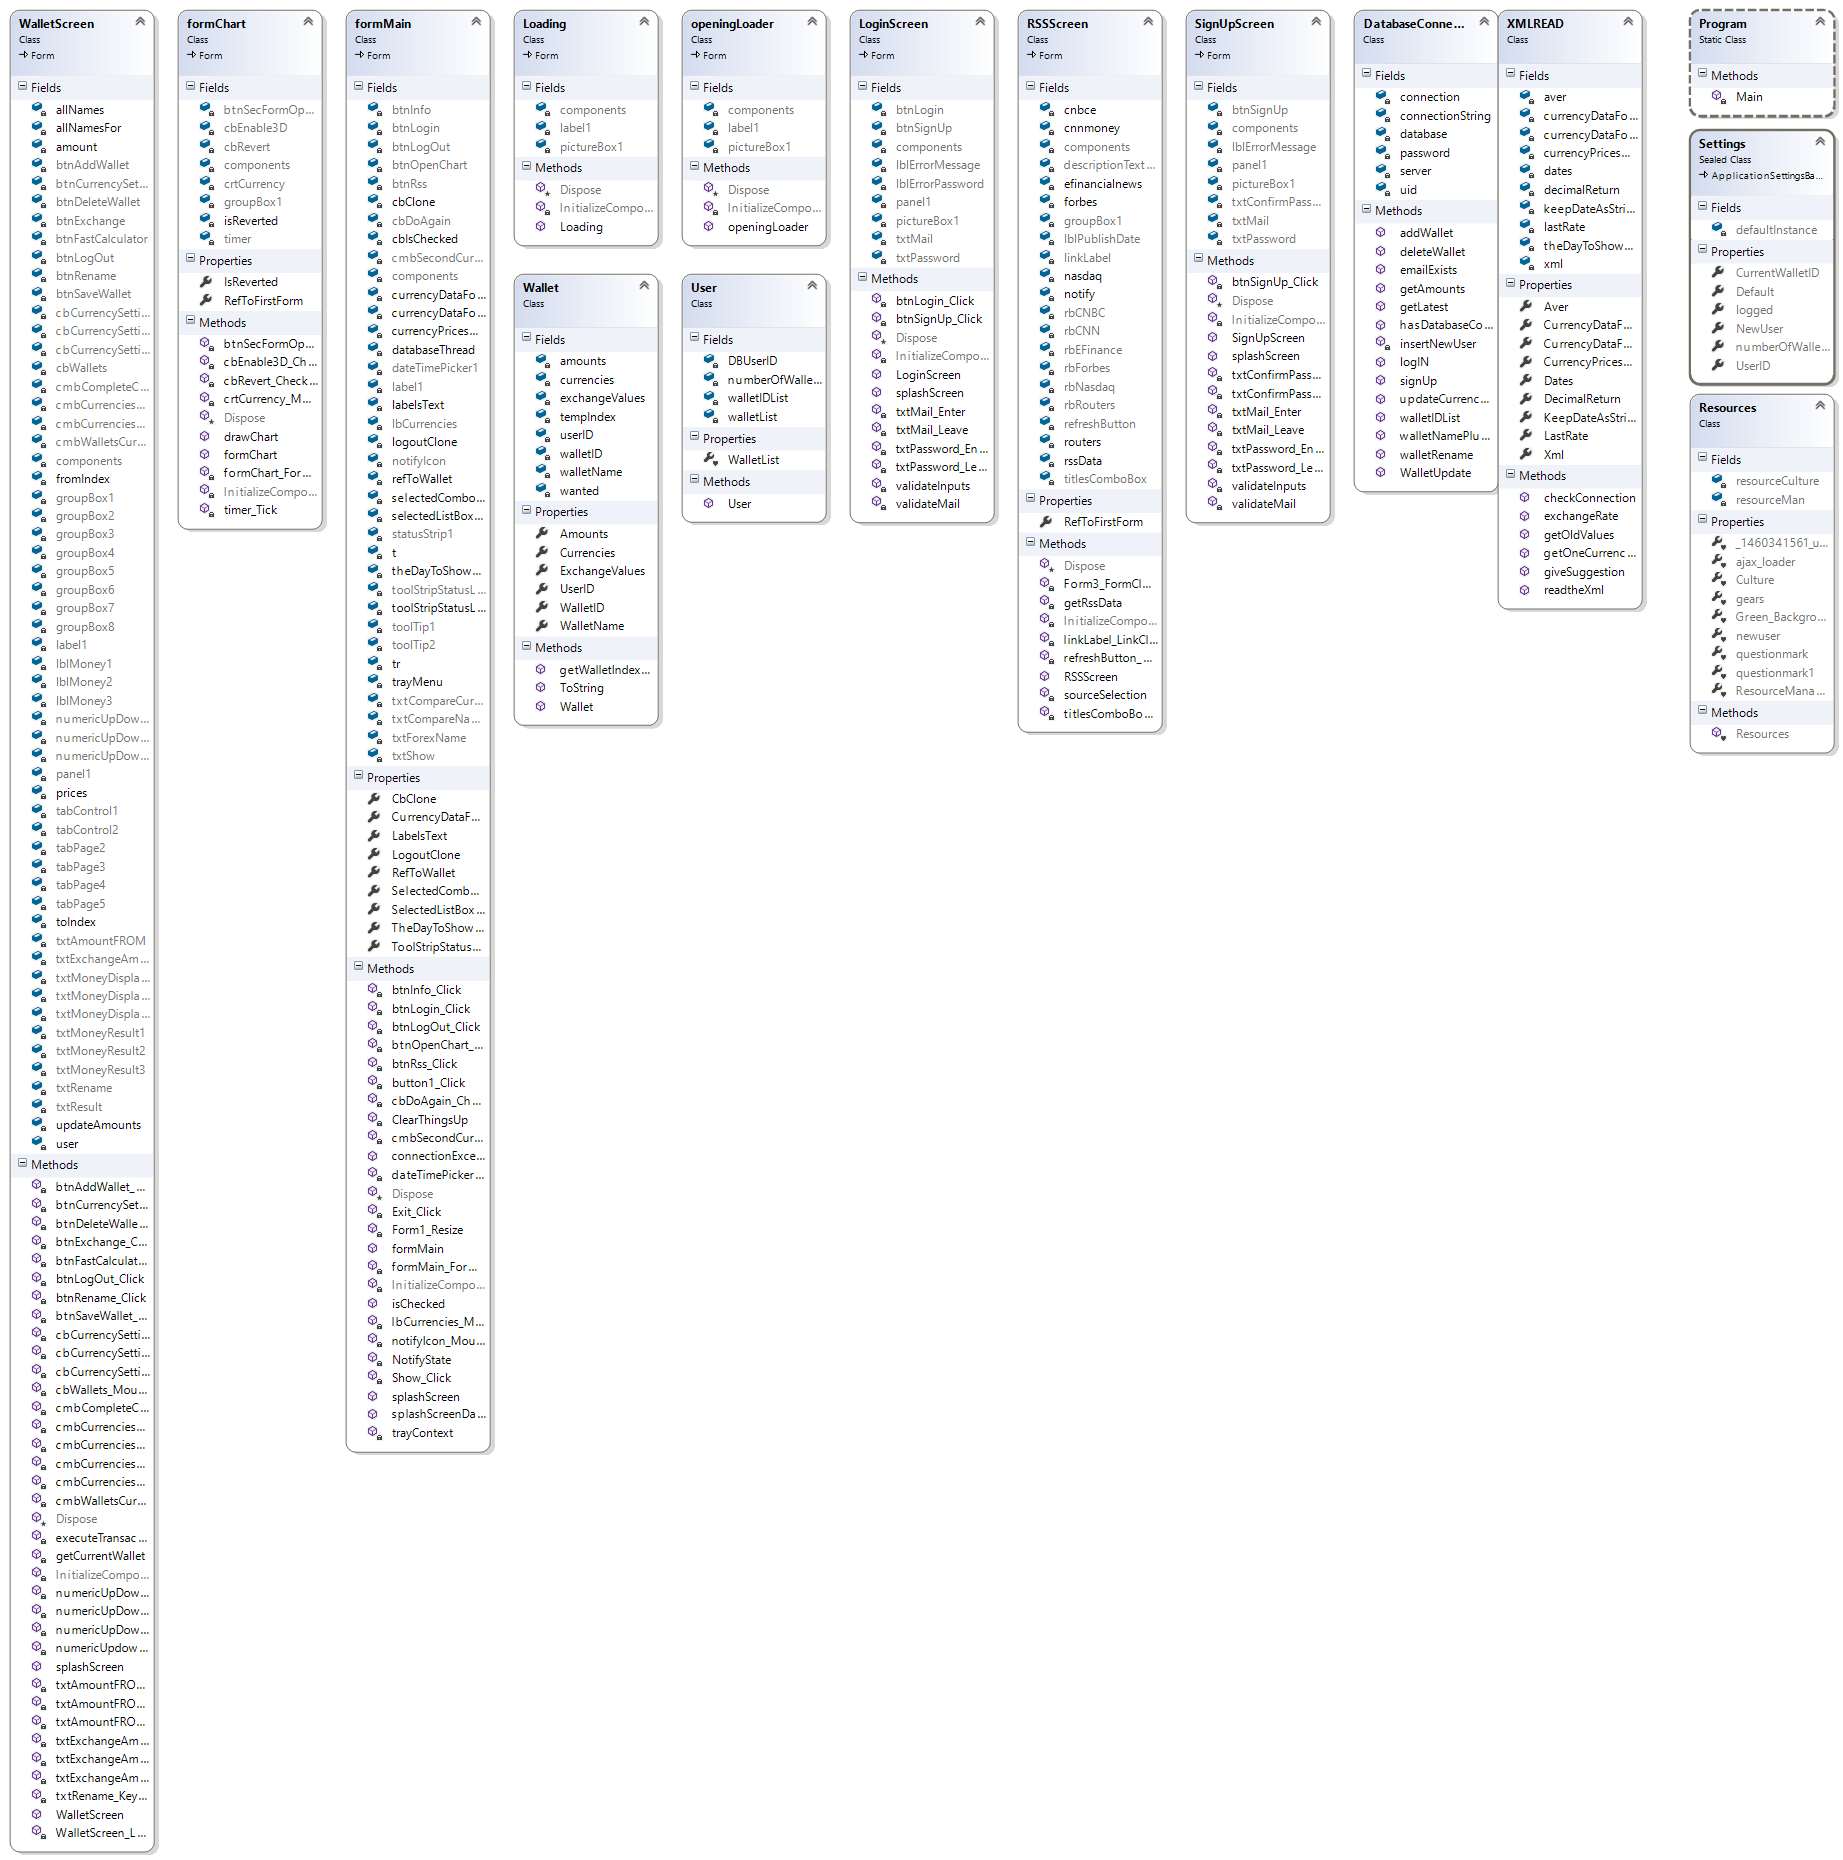 WalletScreen
Class
Form
Fields
allNames
allNamesFor
amount
btnAddWallet
btnCurrencySet...
btnDeleteWallet
btnExchange
btnFastCalculator
btnLogOut
btnRename
btnSaveWallet
cbCurrencySetti...
cbCurrencySetti...
cbCurrencySetti...
cbWallets
cmbCompleteC...
cmbCurrencies...
cmbCurrencies...
cmbWalletsCur...
components
fromIndex
groupBox1
groupBox2
groupBox3
groupBox4
groupBox5
groupBox6
groupBox7
groupBox8
label1
lblMoney1
lblMoney2
lblMoney3
numericUpDow...
numericUpDow...
numericUpDow...
panel1
prices
tabControl1
tabControl2
tabPage2
tabPage3
tabPage4
tabPage5
toIndex
txtAmountFROM
txtExchangeAm...
txtMoneyDispla...
txtMoneyDispla...
txtMoneyDispla...
txtMoneyResult1
txtMoneyResult2
txtMoneyResult3
txtRename
txtResult
updateAmounts
user
Methods
btnAddWallet_...
btnCurrencySet...
btnDeleteWalle...
btnExchange_C...
btnFastCalculat...
btnLogOut_Click
btnRename_Click
btnSaveWallet_...
cbCurrencySetti...
cbCurrencySetti...
cbCurrencySetti...
cbWallets_Mou...
cmbCompleteC...
cmbCurrencies...
cmbCurrencies...
cmbCurrencies...
cmbCurrencies...
cmbWalletsCur...
Dispose
executeTransac...
getCurrentWallet
InitializeCompo...
numericUpDow...
numericUpDow...
numericUpDow...
numericUpdow...
splashScreen
txtAmountFRO...
txtAmountFRO...
txtAmountFRO...
txtExchangeAm...
txtExchangeAm...
txtExchangeAm...
txtRename_Key...
WalletScreen
WalletScreen_L...
formChart
Class
Form
Fields
btnSecFormOp...
cbEnable3D
cbRevert
components
crtCurrency
groupBox1
isReverted
timer
Properties
IsReverted
RefToFirstForm
Methods
btnSecFormOp...
cbEnable3D_Ch...
cbRevert_Check...
crtCurrency_M...
Dispose
drawChart
formChart
formChart_For...
InitializeCompo...
timer_Tick
formMain
Class
Form
Fields
btnInfo
btnLogin
btnLogOut
btnOpenChart
btnRss
cbClone
cbDoAgain
cbIsChecked
cmbSecondCur...
components
currencyDataFo...
currencyDataFo...
currencyPrices...
databaseThread
dateTimePicker1
label1
labelsText
lbCurrencies
logoutClone
notifyIcon
refToWallet
selectedCombo...
selectedListBox...
statusStrip1
t
theDayToShow...
toolStripStatusL...
toolStripStatusL...
toolTip1
toolTip2
tr
trayMenu
txtCompareCur...
txtCompareNa...
txtForexName
txtShow
Properties
CbClone
CurrencyDataF...
LabelsText
LogoutClone
RefToWallet
SelectedComb...
SelectedListBox...
TheDayToShow...
ToolStripStatus...
Methods
btnInfo_Click
btnLogin_Click
btnLogOut_Click
btnOpenChart_...
btnRss_Click
button1_Click
cbDoAgain_Ch...
ClearThingsUp
cmbSecondCur...
connectionExce...
dateTimePicker...
Dispose
Exit_Click
Form1_Resize
formMain
formMain_For...
InitializeCompo...
isChecked
lbCurrencies_M...
notifyIcon_Mou...
NotifyState
Show_Click
splashScreen
splashScreenDa...
trayContext
Loading
Class
Form
Fields
components
label1
pictureBox1
Methods
Dispose
InitializeCompo...
Loading
Wallet
Class
Fields
amounts
currencies
exchangeValues
tempIndex
userID
walletID
walletName
wanted
Properties
Amounts
Currencies
ExchangeValues
UserID
WalletID
WalletName
Methods
getWalletIndex...
ToString
Wallet
openingLoader
Class
Form
Fields
components
label1
pictureBox1
Methods
Dispose
InitializeCompo...
openingLoader
User
Class
Fields
DBUserID
numberOfWalle...
walletIDList
walletList
Properties
WalletList
Methods
User
LoginScreen
Class
Form
Fields
btnLogin
btnSignUp
components
lblErrorMessage
lblErrorPassword
panel1
pictureBox1
txtMail
txtPassword
Methods
btnLogin_Click
btnSignUp_Click
Dispose
InitializeCompo...
LoginScreen
splashScreen
txtMail_Enter
txtMail_Leave
txtPassword_En...
txtPassword_Le...
validateInputs
validateMail
RSSScreen
Class
Form
Fields
cnbce
cnnmoney
components
descriptionText...
efinancialnews
forbes
groupBox1
lblPublishDate
linkLabel
nasdaq
notify
rbCNBC
rbCNN
rbEFinance
rbForbes
rbNasdaq
rbRouters
refreshButton
routers
rssData
titlesComboBox
Properties
RefToFirstForm
Methods
Dispose
Form3_FormCl...
getRssData
InitializeCompo...
linkLabel_LinkCl...
refreshButton_...
RSSScreen
sourceSelection
titlesComboBo...
SignUpScreen
Class
Form
Fields
btnSignUp
components
lblErrorMessage
panel1
pictureBox1
txtConfirmPass...
txtMail
txtPassword
Methods
btnSignUp_Click
Dispose
InitializeCompo...
SignUpScreen
splashScreen
txtConfirmPass...
txtConfirmPass...
txtMail_Enter
txtMail_Leave
txtPassword_En...
txtPassword_Le...
validateInputs
validateMail
DatabaseConne...
Class
Fields
connection
connectionString
database
password
server
uid
Methods
addWallet
deleteWallet
emailExists
getAmounts
getLatest
hasDatabaseCo...
insertNewUser
logIN
signUp
updateCurrenc...
walletIDList
walletNamePlu...
walletRename
WalletUpdate
XMLREAD
Class
Fields
aver
currencyDataFo...
currencyDataFo...
currencyPrices...
dates
decimalReturn
keepDateAsStri...
lastRate
theDayToShow...
xml
Properties
Aver
CurrencyDataF...
CurrencyDataF...
CurrencyPrices...
Dates
DecimalReturn
KeepDateAsStri...
LastRate
Xml
Methods
checkConnection
exchangeRate
getOldValues
getOneCurrenc...
giveSuggestion
readtheXml
Program
Static Class
Methods
Main
Settings
Sealed Class
ApplicationSettingsBa...
Fields
defaultInstance
Properties
CurrentWalletID
Default
logged
NewUser
numberOfWalle...
UserID
Resources
Class
Fields
resourceCulture
resourceMan
Properties
_1460341561_u...
ajax_loader
Culture
gears
Green_Backgro...
newuser
questionmark
questionmark1
ResourceMana...
Methods
Resources